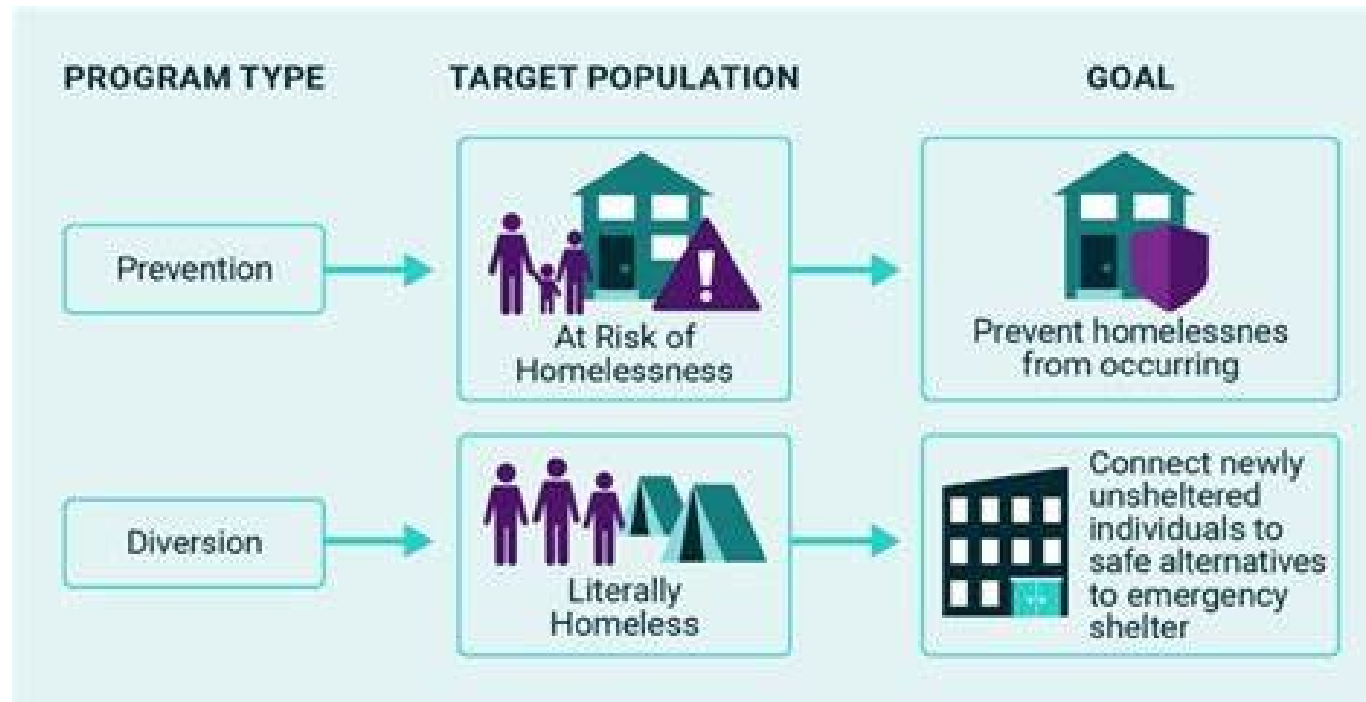 PROGRAM TYPE
TARGET POPULATION
GOAL
Prevention
At Risk of
Homelessness
Prevent homelessnes
from occurring
Diversion
Literally
Homeless
Connect newly
unsheltered
individuals to
safe alternatives
to emergency
shelter